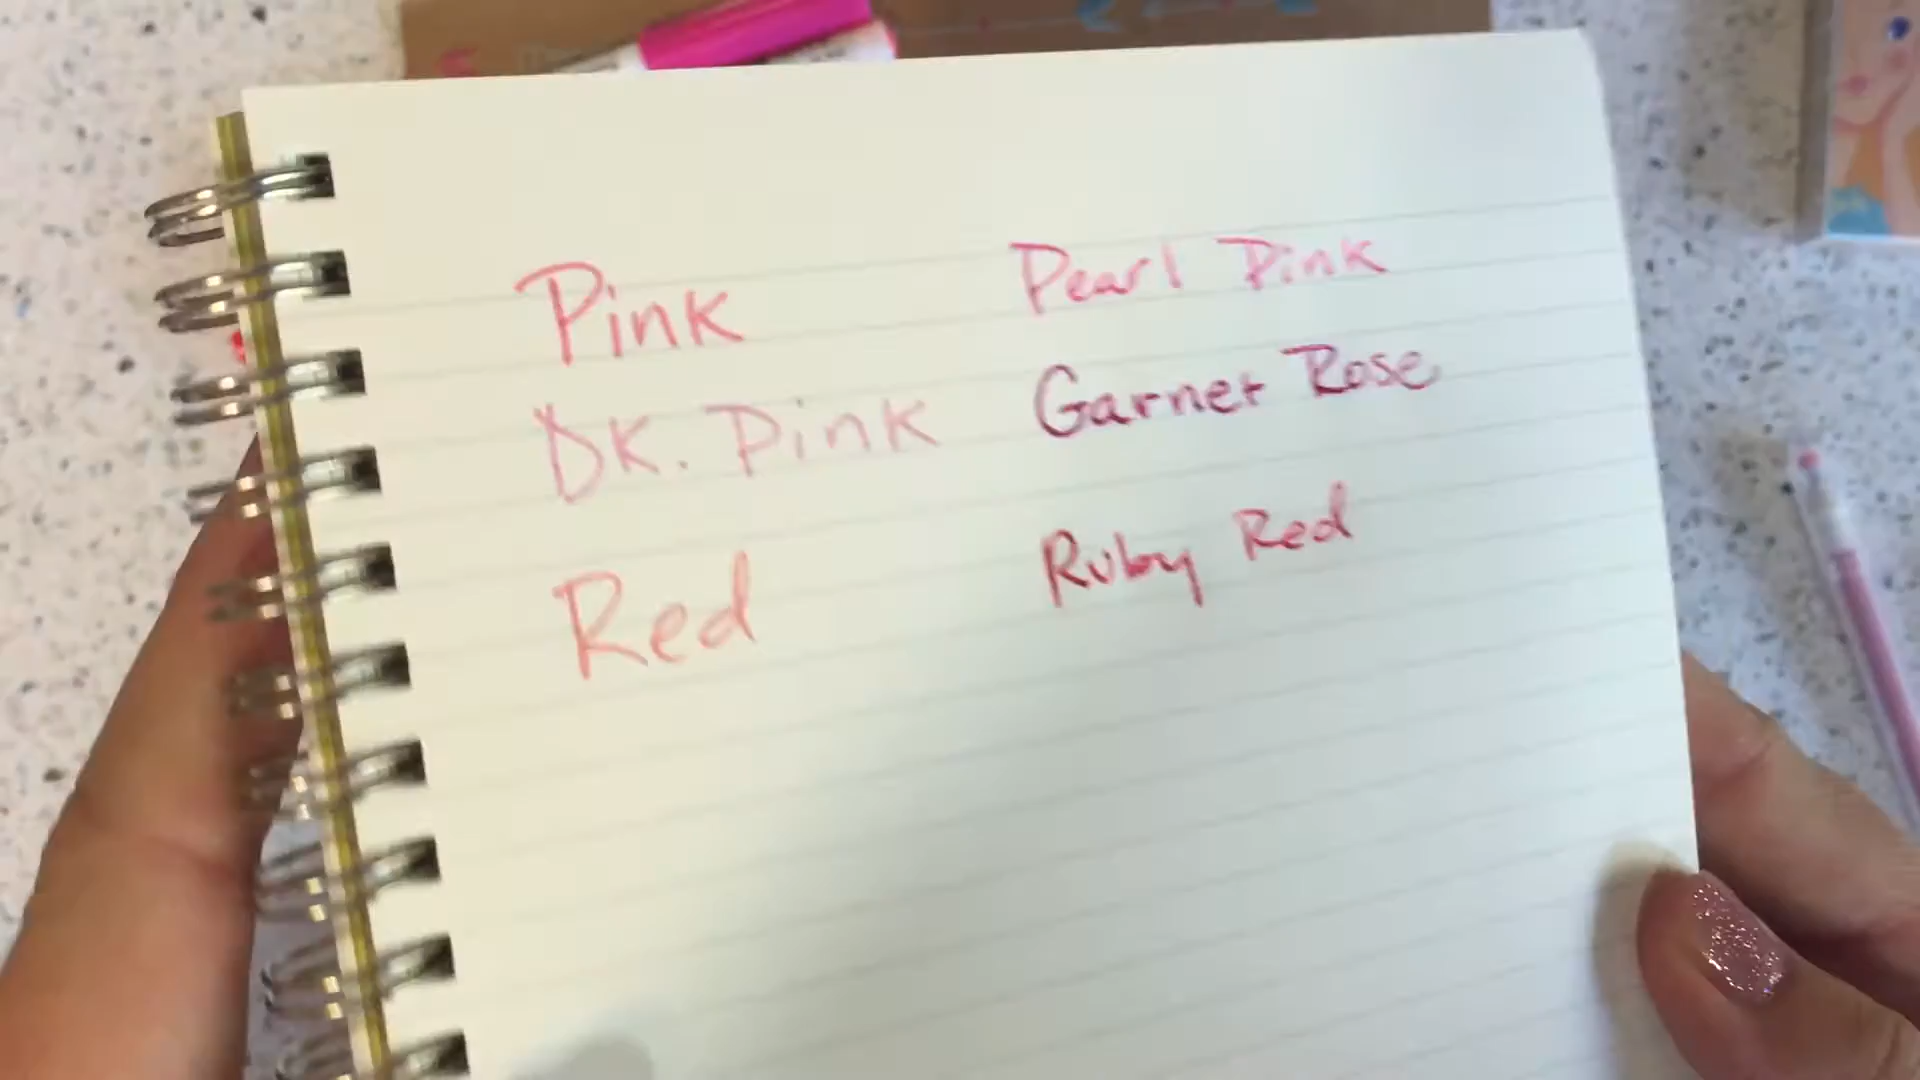 Pink
DK. Pink
Red
Pearl Pink
Garnet Rose
Ruby Red